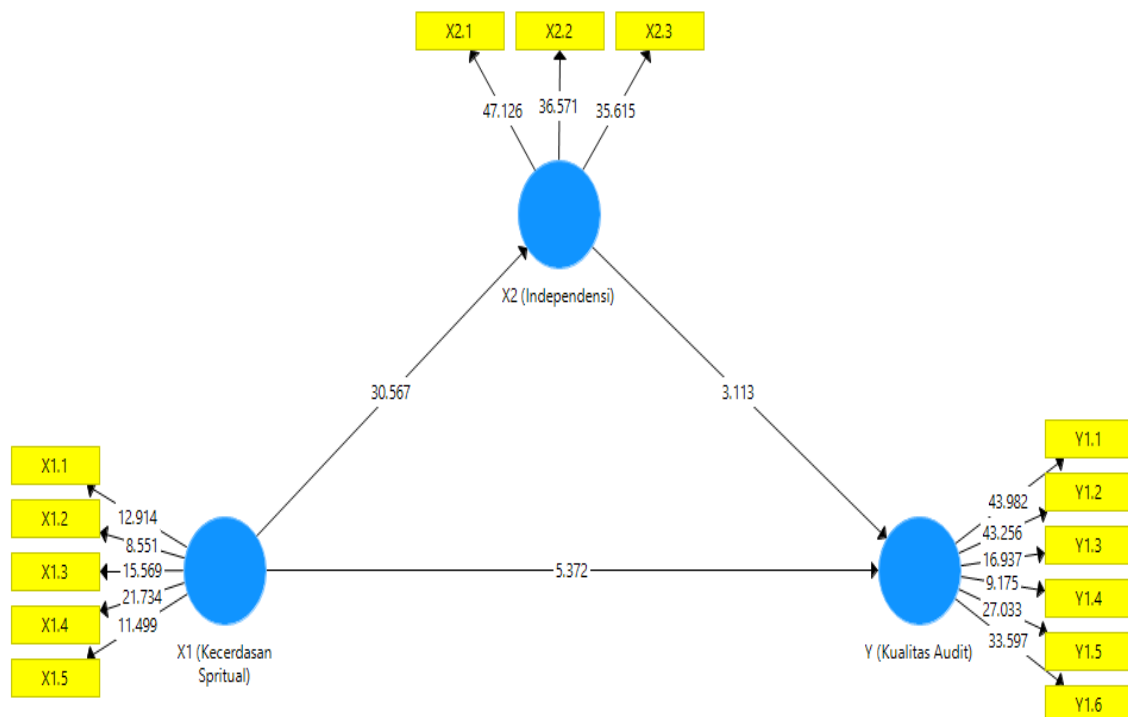 X2.1
X2.2
X2.3
47.126
36.571
35.615
X2 (Independensi)
30.567
3.113
X1.1
X1.2
X1.3
X1.4
X1.5
12.914
8.551
15.569
21.734
11.499
X1 (Kecerdasan
Spritual)
5.372
Y1.1
Y1.2
Y1.3
Y1.4
Y1.5
Y1.6
43.982
43.256
16.937
9.175
27.033
33.597
Y (Kualitas Audit)